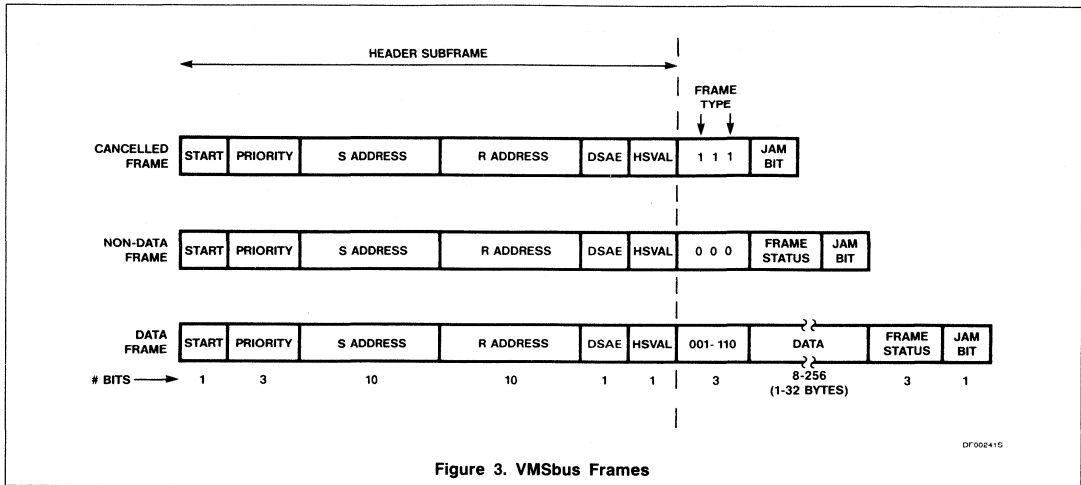 HEADER SUBFRAME
FRAME
TYPE
CANCELLED
FRAME
START PRIORITY S ADDRESS R ADDRESS DSAE HSVAL 1 1 1 JAM
BIT
NON-DATA
FRAME
START PRIORITY S ADDRESS R ADDRESS DSAE HSVAL 0 0 0 FRAME
STATUS JAM
BIT
DATA
FRAME
START PRIORITY S ADDRESS R ADDRESS DSAE HSVAL 001-110 DATA FRAME
STATUS JAM
BIT
# BITS 1 3 10 10 1 1 3 8-256
(1-32 BYTES) 3 1
DF00241S
Figure 3. VMSbus Frames